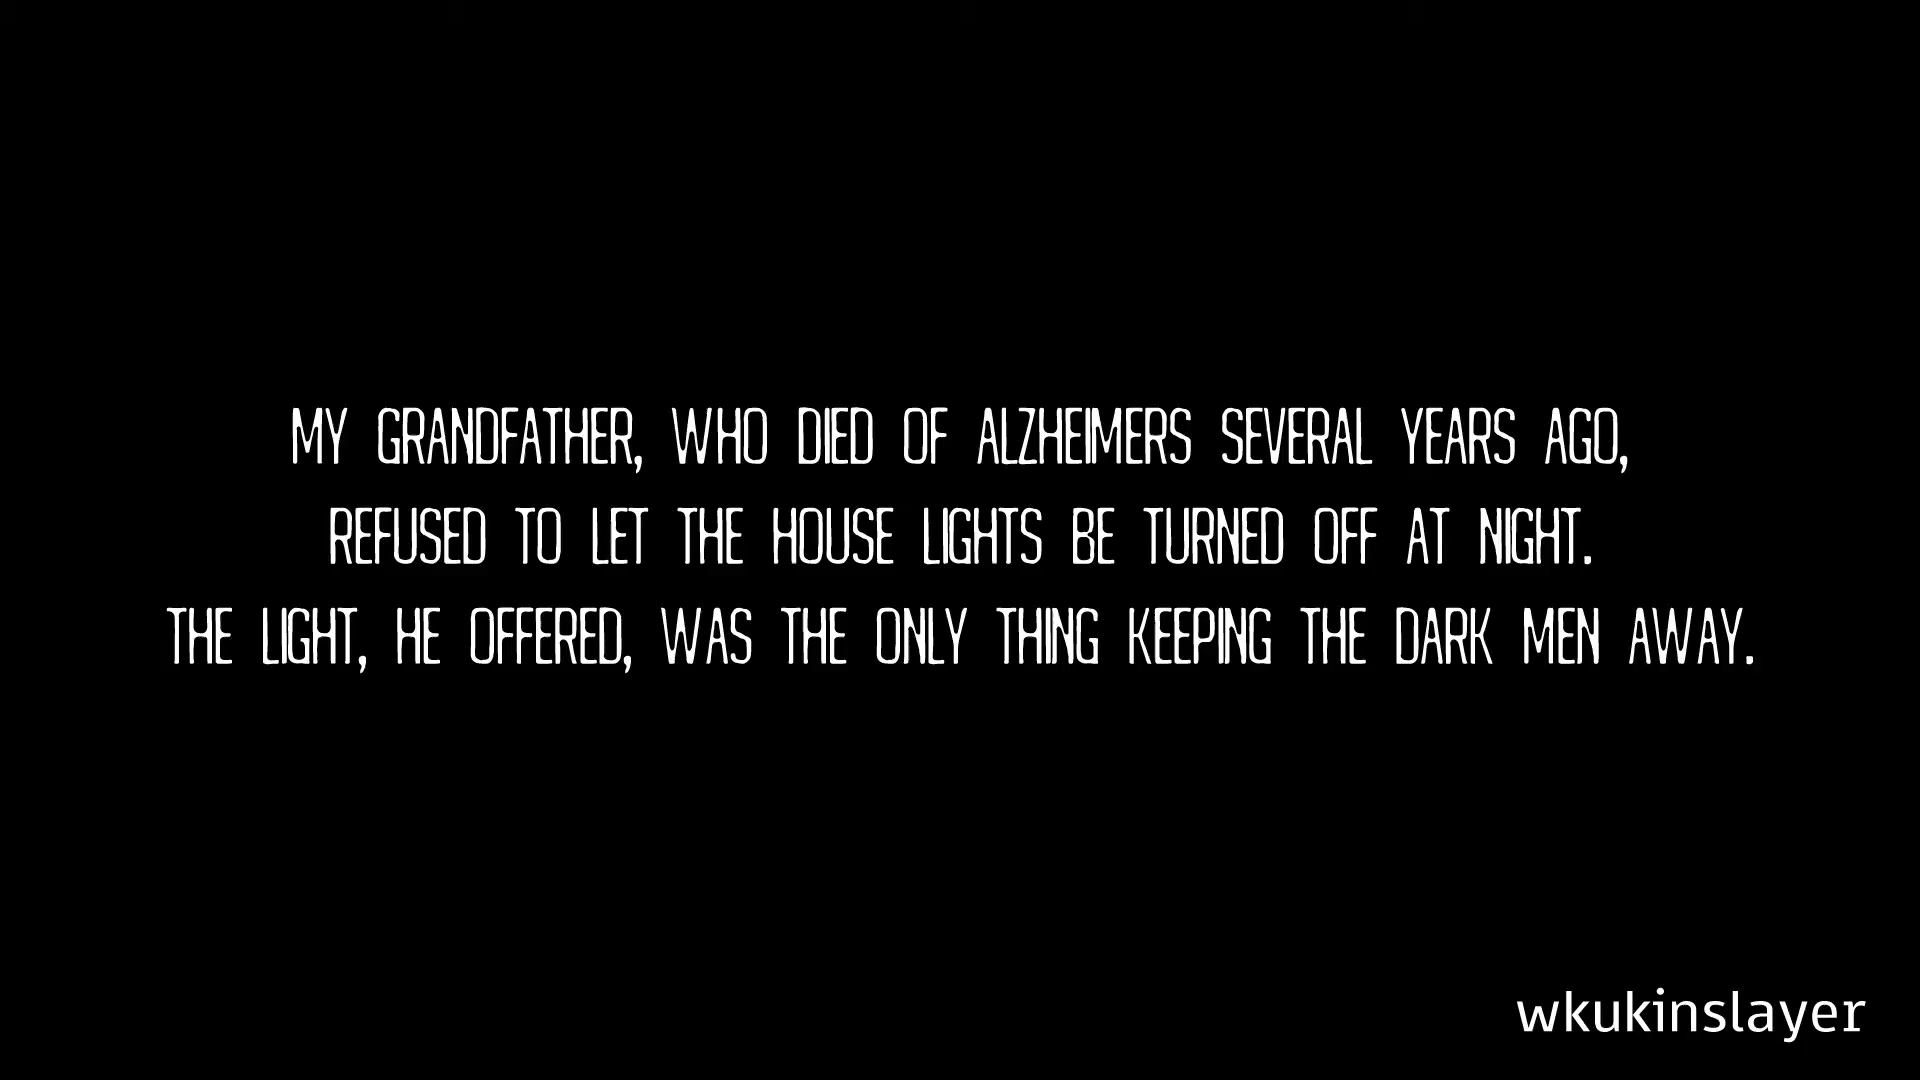 MY GRANDFATHER, WHO DIED OF ALZHEIMERS SEVERAL YEARS AGO,
REFUSED TO LET THE HOUSE LIGHTS BE TURNED OFF AT NIGHT.
THE LIGHT, HE OFFERED, WAS THE ONLY THING KEEPING THE DARK MEN AWAY.
wkukinslayer